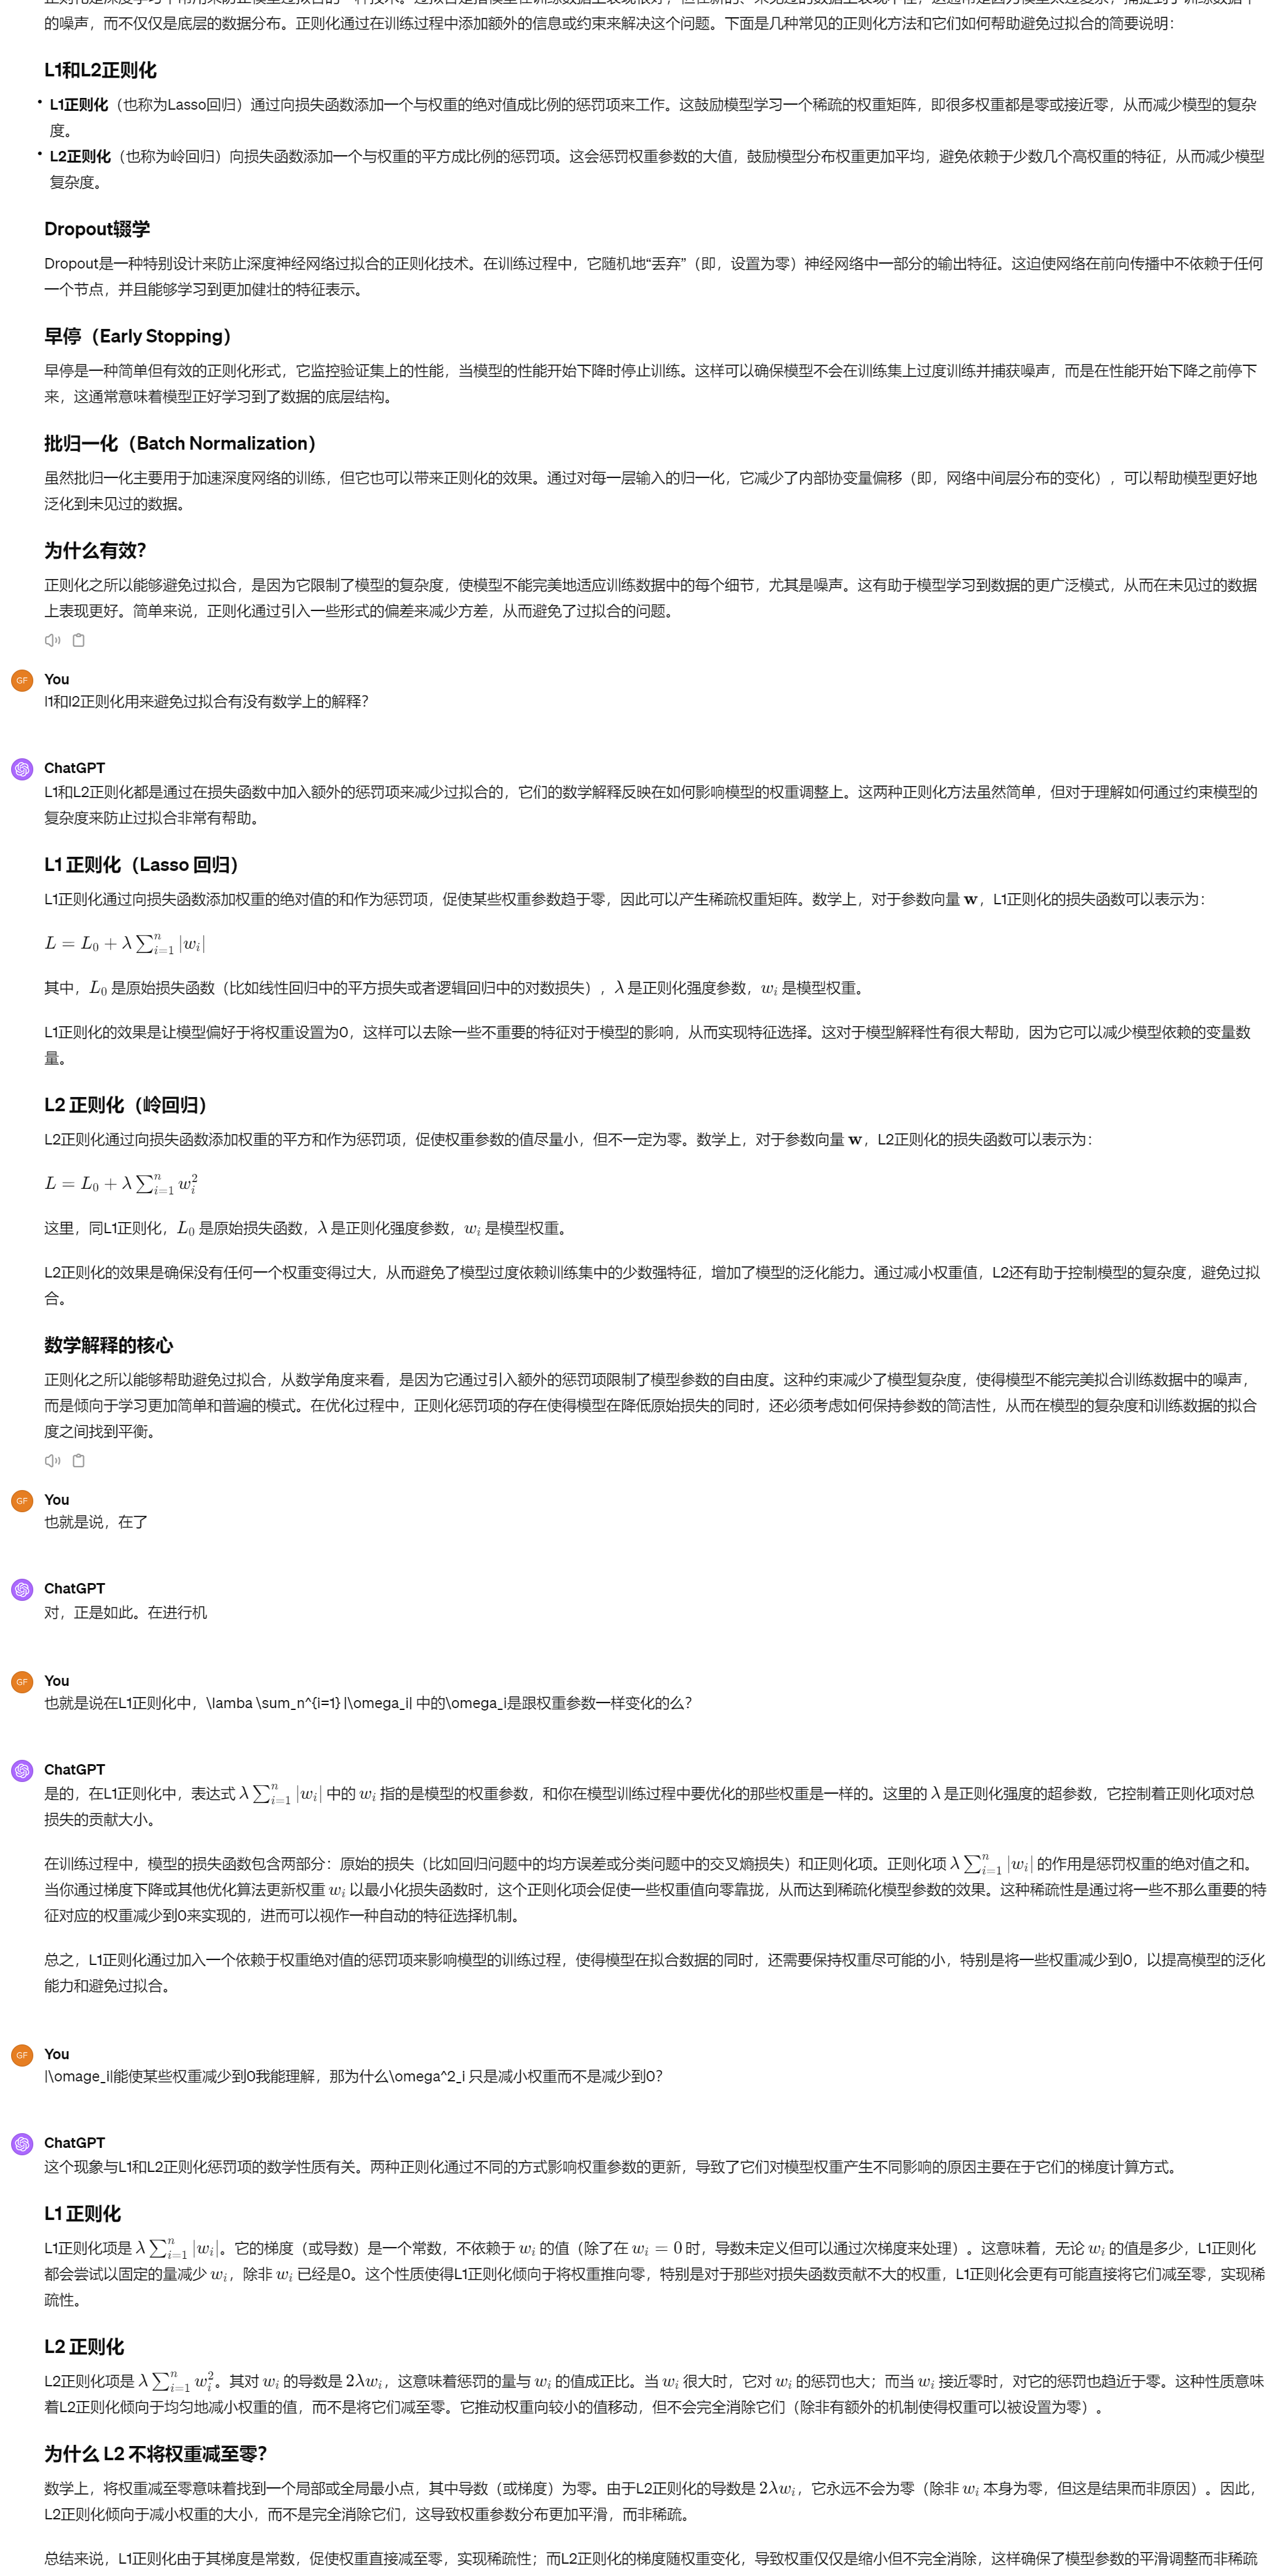 的噪声，而不仅仅是底层的数据分布。正则化通过在训练过程中添加额外的信息或约束来解决这个问题。下面是几种常见的正则化方法和它们如何帮助避免过拟合的简要说明：
L1和L2正则化
• L1正则化（也称为Lasso回归）通过向损失函数添加一个与权重的绝对值成比例的惩罚项来工作。这鼓励模型学习一个稀疏的权重矩阵，即很多权重都是零或接近零，从而减少模型的复杂
度。
• L2正则化（也称为岭回归）向损失函数添加一个与权重的平方成比例的惩罚项。这会惩罚权重参数的大值，鼓励模型分布权重更加平均，避免依赖于少数几个高权重的特征，从而减少模型
复杂度。
Dropout辍学
Dropout是一种特别设计来防止深度神经网络过拟合的正则化技术。在训练过程中，它随机地“丢弃”（即，设置为零）神经网络中一部分的输出特征。这迫使网络在前向传播中不依赖于任何
一个节点，并且能够学习到更加健壮的特征表示。
早停（Early Stopping）
早停是一种简单但有效的正则化形式，它监控验证集上的性能，当模型的性能开始下降时停止训练。这样可以确保模型不会在训练集上过度训练并捕获噪声，而是在性能开始下降之前停下
来，这通常意味着模型正好学习到了数据的底层结构。
批归一化（Batch Normalization）
虽然批归一化主要用于加速深度网络的训练，但它也可以带来正则化的效果。通过对每一层输入的归一化，它减少了内部协变量偏移（即，网络中间层分布的变化），可以帮助模型更好地
泛化到未见过的数据。
为什么有效？
正则化之所以能够避免过拟合，是因为它限制了模型的复杂度，使模型不能完美地适应训练数据中的每个细节，尤其是噪声。这有助于模型学习到数据的更广泛模式，从而在未见过的数据
上表现更好。简单来说，正则化通过引入一些形式的偏差来减少方差，从而避免了过拟合的问题。
GF You
l1和l2正则化用来避免过拟合有没有数学上的解释？
ChatGPT
L1和L2正则化都是通过在损失函数中加入额外的惩罚项来减少过拟合的，它们的数学解释反映在如何影响模型的权重调整上。这两种正则化方法虽然简单，但对于理解如何通过约束模型的
复杂度来防止过拟合非常有帮助。
L1 正则化（Lasso 回归）
L1正则化通过向损失函数添加权重的绝对值的和作为惩罚项，促使某些权重参数趋于零，因此可以产生稀疏权重矩阵。数学上，对于参数向量 w，L1正则化的损失函数可以表示为：
L = L_0 + λ ∑_{i=1}^n |w_i|
其中，L_0 是原始损失函数（比如线性回归中的平方损失或者逻辑回归中的对数损失），λ 是正则化强度参数，w_i 是模型权重。
L1正则化的效果是让模型偏好于将权重设置为0，这样可以去除一些不重要的特征对于模型的影响，从而实现特征选择。这对于模型解释性有很大帮助，因为它可以减少模型依赖的变量数
量。
L2 正则化（岭回归）
L2正则化通过向损失函数添加权重的平方和作为惩罚项，促使权重参数的值尽量小，但不一定为零。数学上，对于参数向量 w，L2正则化的损失函数可以表示为：
L = L_0 + λ ∑_{i=1}^n w_i^2
这里，同L1正则化，L_0 是原始损失函数，λ 是正则化强度参数，w_i 是模型权重。
L2正则化的效果是确保没有任何一个权重变得过大，从而避免了模型过度依赖训练集中的少数强特征，增加了模型的泛化能力。通过减小权重值，L2还有助于控制模型的复杂度，避免过拟
合。
数学解释的核心
正则化之所以能够帮助避免过拟合，从数学角度来看，是因为它通过引入额外的惩罚项限制了模型参数的自由度。这种约束减少了模型复杂度，使得模型不能完美拟合训练数据中的噪声，
而是倾向于学习更加简单和普遍的模式。在优化过程中，正则化惩罚项的存在使得模型在降低原始损失的同时，还必须考虑如何保持参数的简洁性，从而在模型的复杂度和训练数据的拟合
度之间找到平衡。
GF You
也就是说，在了
ChatGPT
对，正是如此。在进行机
GF You
也就是说在L1正则化中，\lamba \sum_n^{i=1} |\omega_i| 中的\omega_i是跟权重参数一样变化的么？
ChatGPT
是的，在L1正则化中，表达式 λ ∑_{i=1}^n |w_i| 中的 w_i 指的是模型的权重参数，和你在模型训练过程中要优化的那些权重是一样的。这里的 λ 是正则化强度的超参数，它控制着正则化项对总
损失的贡献大小。
在训练过程中，模型的损失函数包含两部分：原始的损失（比如回归问题中的均方误差或分类问题中的交叉熵损失）和正则化项。正则化项 λ ∑_{i=1}^n |w_i| 的作用是惩罚权重的绝对值之和。
当你通过梯度下降或其他优化算法更新权重 w_i 以最小化损失函数时，这个正则化项会促使一些权重值向零靠拢，从而达到稀疏化模型参数的效果。这种稀疏性是通过将一些不那么重要的特
征对应的权重减少到0来实现的，进而可以视作一种自动的特征选择机制。
总之，L1正则化通过加入一个依赖于权重绝对值的惩罚项来影响模型的训练过程，使得模型在拟合数据的同时，还需要保持权重尽可能的小，特别是将一些权重减少到0，以提高模型的泛化
能力和避免过拟合。
GF You
|\omage_i|能使某些权重减少到0我能理解，那为什么\omega^2_i 只是减小权重而不是减少到0？
ChatGPT
这个现象与L1和L2正则化惩罚项的数学性质有关。两种正则化通过不同的方式影响权重参数的更新，导致了它们对模型权重产生不同影响的原因主要在于它们的梯度计算方式。
L1 正则化
L1正则化项是 λ ∑_{i=1}^n |w_i|。它的梯度（或导数）是一个常数，不依赖于 w_i 的值（除了在 w_i = 0 时，导数未定义但可以通过次梯度来处理）。这意味着，无论 w_i 的值是多少，L1正则化
都会尝试以固定的量减少 w_i，除非 w_i 已经是0。这个性质使得L1正则化倾向于将权重推向零，特别是对于那些对损失函数贡献不大的权重，L1正则化会更有可能直接将它们减至零，实现稀
疏性。
L2 正则化
L2正则化项是 λ ∑_{i=1}^n w_i^2。其对 w_i 的导数是 2λw_i，这意味着惩罚的量与 w_i 的值成正比。当 w_i 很大时，它对 w_i 的惩罚也大；而当 w_i 接近零时，对它的惩罚也趋近于零。这种性质意味
着L2正则化倾向于均匀地减小权重的值，而不是将它们减至零。它推动权重向较小的值移动，但不会完全消除它们（除非有额外的机制使得权重可以被设置为零）。
为什么 L2 不将权重减至零？
数学上，将权重减至零意味着找到一个局部或全局最小点，其中导数（或梯度）为零。由于L2正则化的导数是 2λw_i，它永远不会为零（除非 w_i 本身为零，但这是结果而非原因）。因此，
L2正则化倾向于减小权重的大小，而不是完全消除它们，这导致权重参数分布更加平滑，而非稀疏。
总结来说，L1正则化由于其梯度是常数，促使权重直接减至零，实现稀疏性；而L2正则化的梯度随权重变化，导致权重仅仅是缩小但不完全消除，这样确保了模型参数的平滑调整而非稀疏